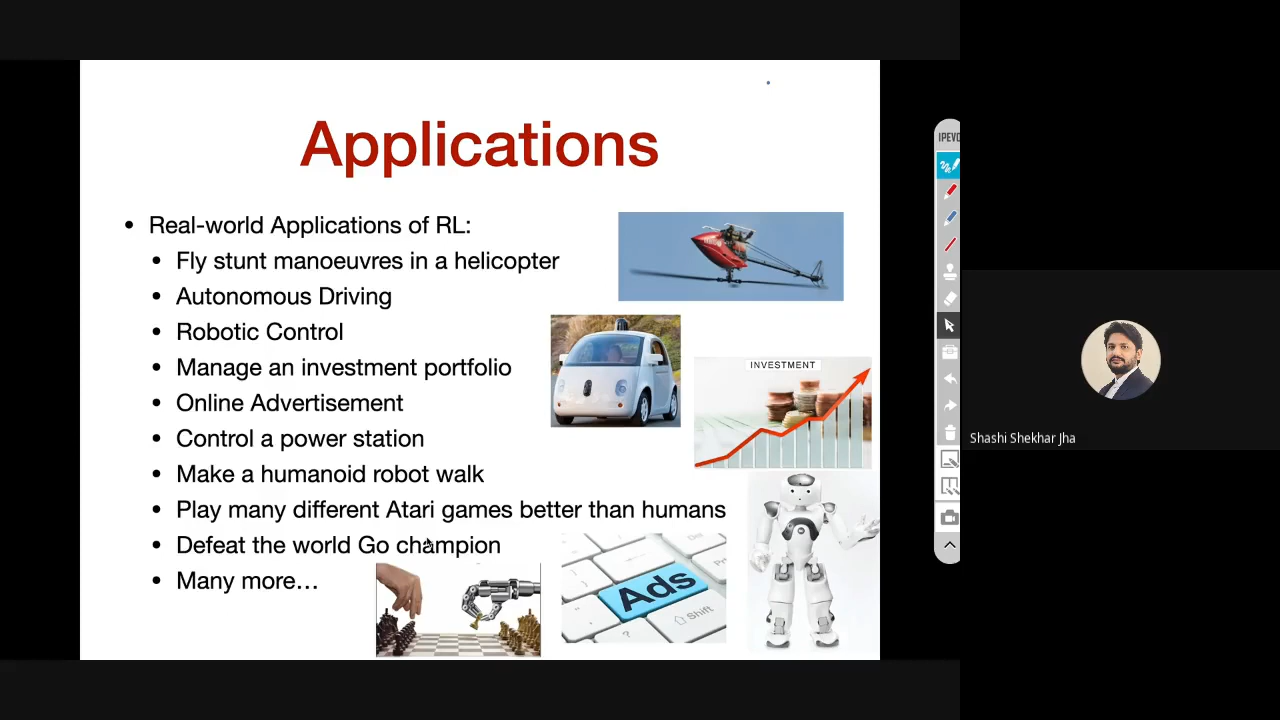 Applications
• Real-world Applications of RL:
• Fly stunt manoeuvres in a helicopter
• Autonomous Driving
• Robotic Control
• Manage an investment portfolio
• Online Advertisement
• Control a power station
• Make a humanoid robot walk
• Play many different Atari games better than humans
• Defeat the world Go champion
• Many more...
INVESTMENT
Ads
Shift
?
IPEVO
Shashi Shekhar Jha